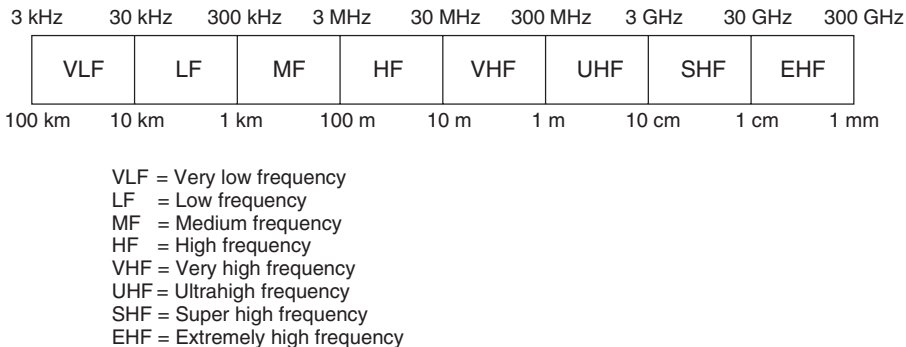 3 kHz 30 kHz 300 kHz 3 MHz 30 MHz 300 MHz 3 GHz 30 GHz 300 GHz
VLF LF MF HF VHF UHF SHF EHF
100 km 10 km 1 km 100 m 10 m 1 m 10 cm 1 cm 1 mm
VLF = Very low frequency
LF = Low frequency
MF = Medium frequency
HF = High frequency
VHF = Very high frequency
UHF = Ultrahigh frequency
SHF = Super high frequency
EHF = Extremely high frequency